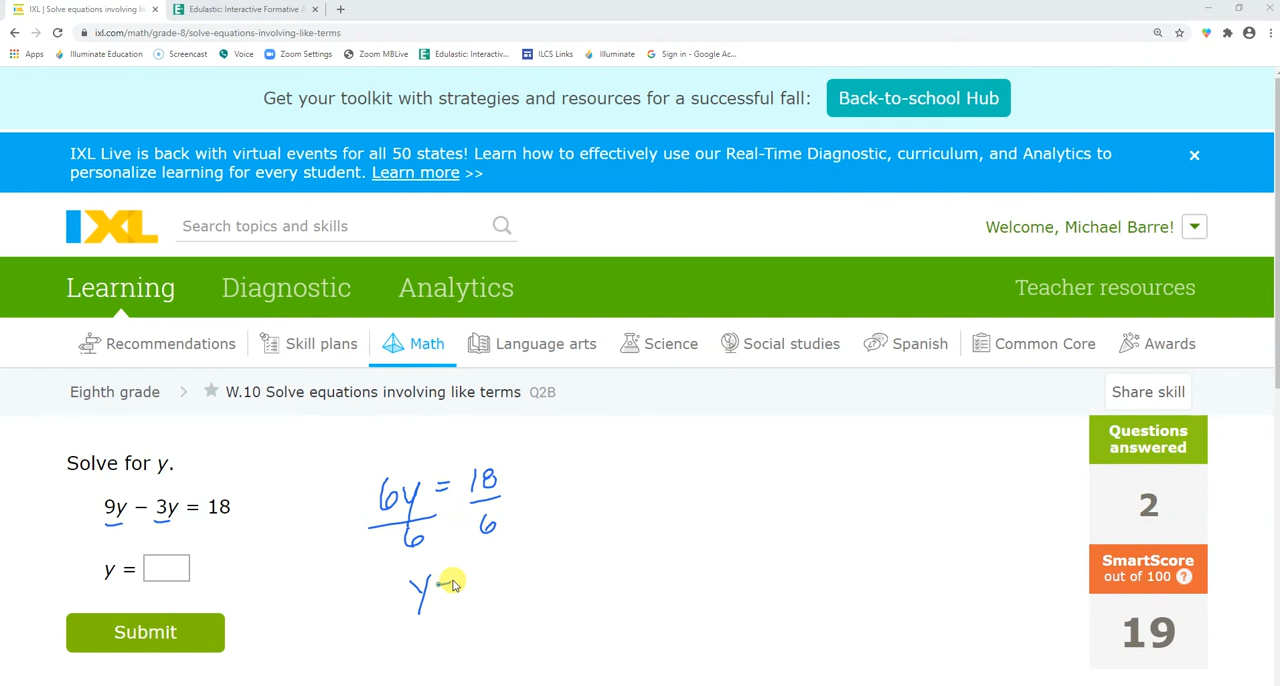 IXL | Solve equations involving like terms
Edulastic: Interactive Formative A
ixl.com/math/grade-8/solve-equations-involving-like-terms
Apps Illuminate Education Screencast Voice Zoom Settings Zoom MBLive Edulastic: Interactiv... ILCS Links Illuminate Sign in - Google Ac...
Get your toolkit with strategies and resources for a successful fall: Back-to-school Hub
IXL Live is back with virtual events for all 50 states! Learn how to effectively use our Real-Time Diagnostic, curriculum, and Analytics to
personalize learning for every student. Learn more >>
IXL Search topics and skills Welcome, Michael Barre!
Learning Diagnostic Analytics Teacher resources
Recommendations Skill plans Math Language arts Science Social studies Spanish Common Core Awards
Eighth grade > W.10 Solve equations involving like terms Q2B Share skill
Questions
answered
2
SmartScore
out of 100 ?
19
Solve for y.
9y − 3y = 18
y =
Submit
6y = 18
6 6
y